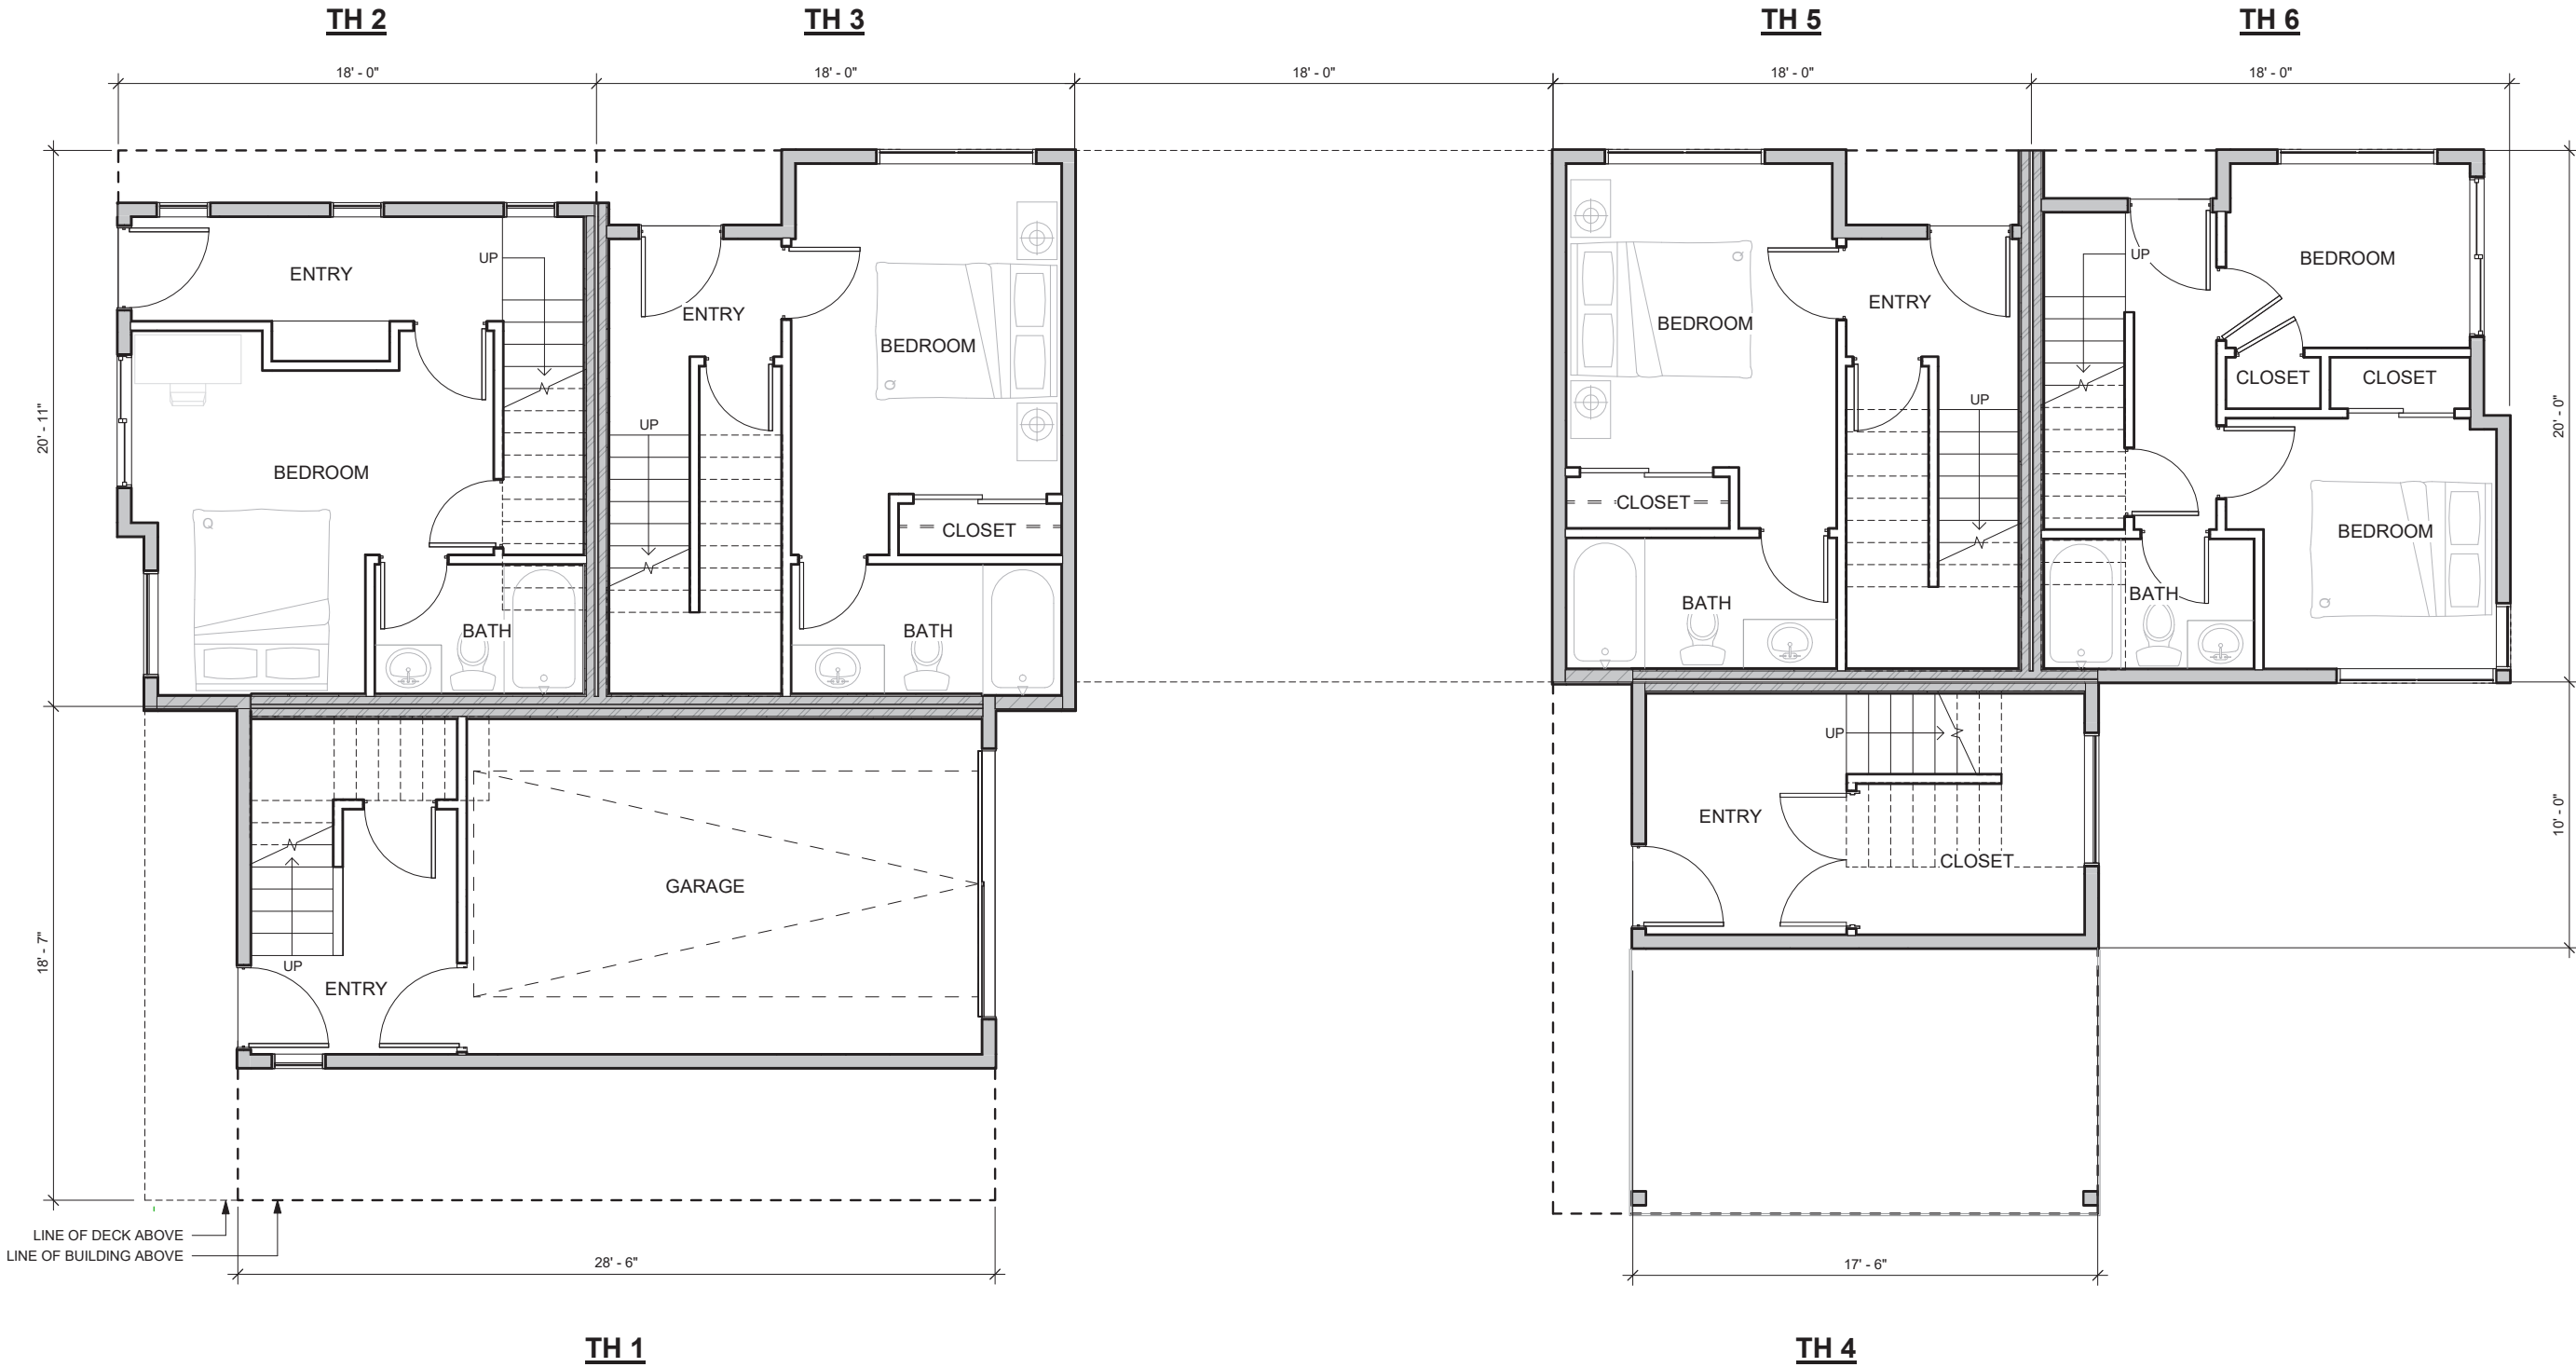 TH 2
TH 3
TH 5
TH 6
18' - 0"
18' - 0"
18' - 0"
18' - 0"
18' - 0"
20' - 11"
18' - 7"
20' - 0"
10' - 0"
ENTRY
UP
BEDROOM
BATH
ENTRY
BEDROOM
UP
CLOSET
BATH
BEDROOM
ENTRY
UP
CLOSET
BATH
UP
BEDROOM
CLOSET
CLOSET
BEDROOM
BATH
GARAGE
UP
ENTRY
UP
ENTRY
CLOSET
LINE OF DECK ABOVE
LINE OF BUILDING ABOVE
28' - 6"
17' - 6"
TH 1
TH 4